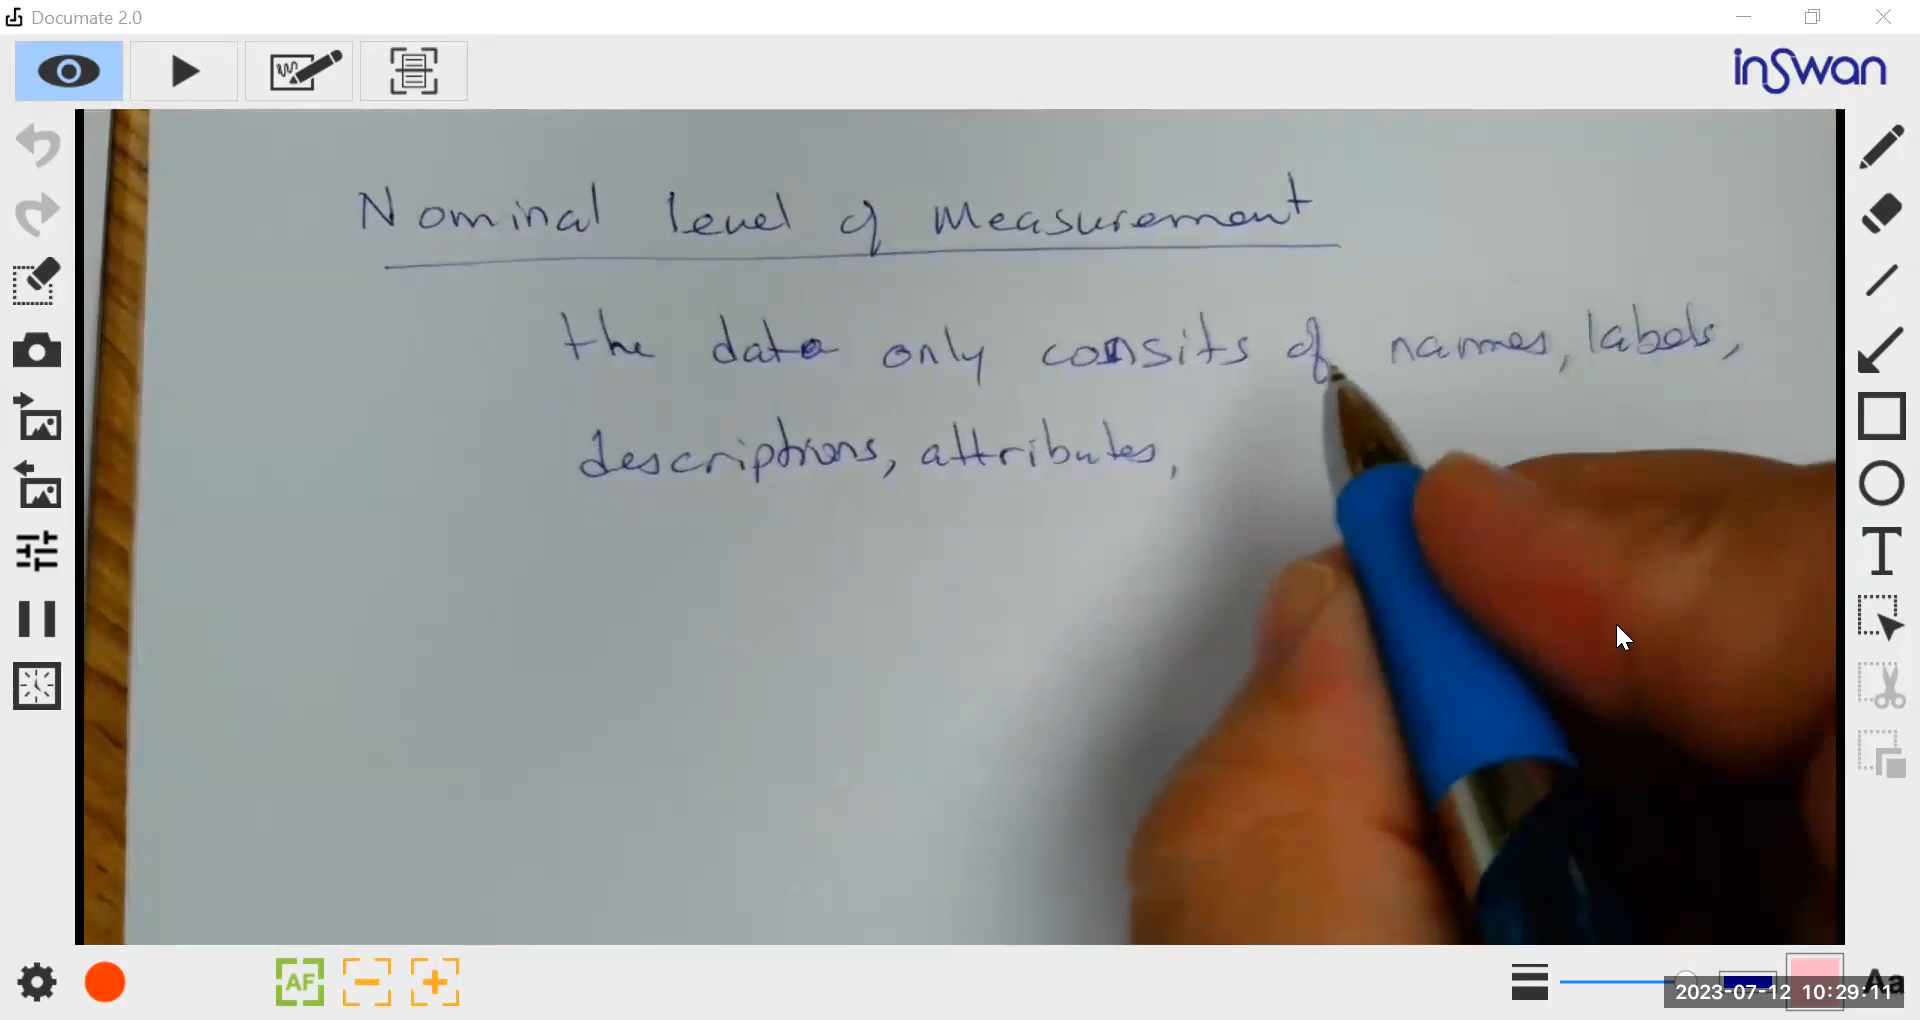 Documate 2.0
inSwan
Nominal level of measurement
the data only consits of names, labels,
descriptions, attributes,
T
AF
Aa
2023-07-12 10:29:11